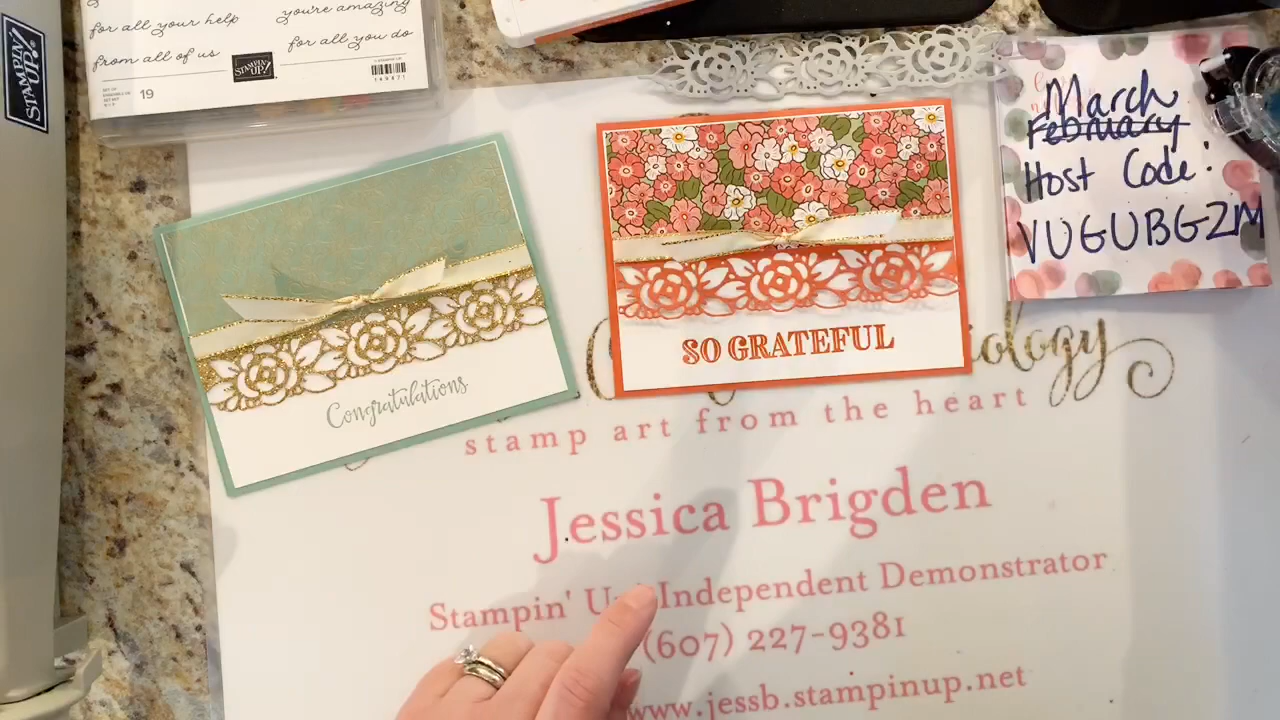 STAMPIN' UP!
for all your help
you're amazing
from all of us
for all you do
STAMPIN' UP!
19
March
February
Host Code:
VUGUBGZM
Congratulations
SO GRATEFUL
ology
stamp art from the heart
Jessica Brigden
Stampin' Independent Demonstrator
(607) 227-9381
www.jessb.stampinup.net